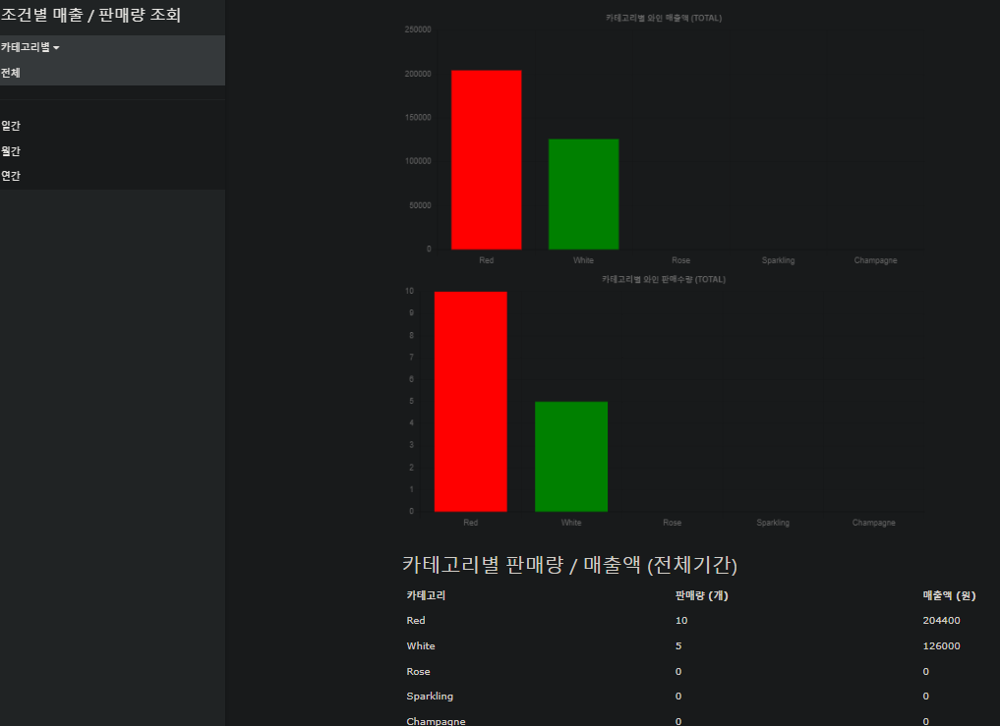 조건별 매출 / 판매량 조회
카테고리별
전체
일간
월간
연간
카테고리별 와인 매출액 (TOTAL)
250000
200000
150000
100000
50000
0
Red White Rose Sparkling Champagne
카테고리별 와인 판매수량 (TOTAL)
10
9
8
7
6
5
4
3
2
1
0
Red White Rose Sparkling Champagne
카테고리별 판매량 / 매출액 (전체기간)
카테고리 판매량 (개) 매출액 (원)
Red 10 204400
White 5 126000
Rose 0 0
Sparkling 0 0
Champagne 0 0